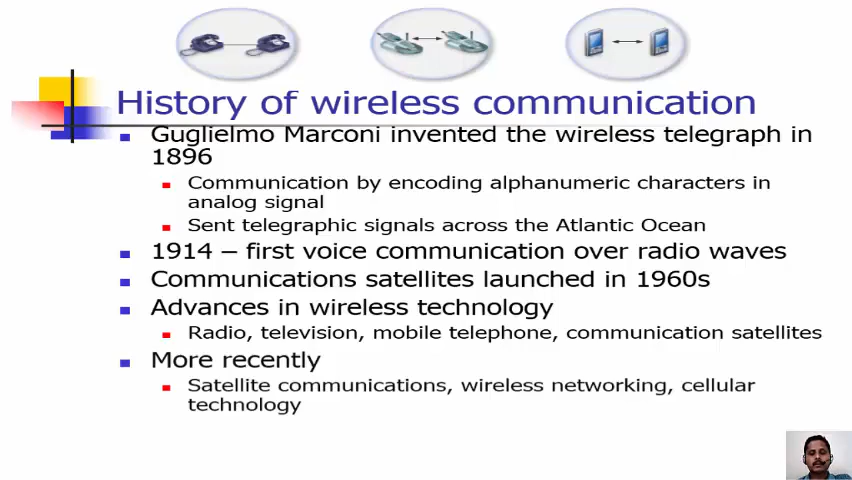 History of wireless communication
Guglielmo Marconi invented the wireless telegraph in
1896
Communication by encoding alphanumeric characters in
analog signal
Sent telegraphic signals across the Atlantic Ocean
1914 – first voice communication over radio waves
Communications satellites launched in 1960s
Advances in wireless technology
Radio, television, mobile telephone, communication satellites
More recently
Satellite communications, wireless networking, cellular
technology